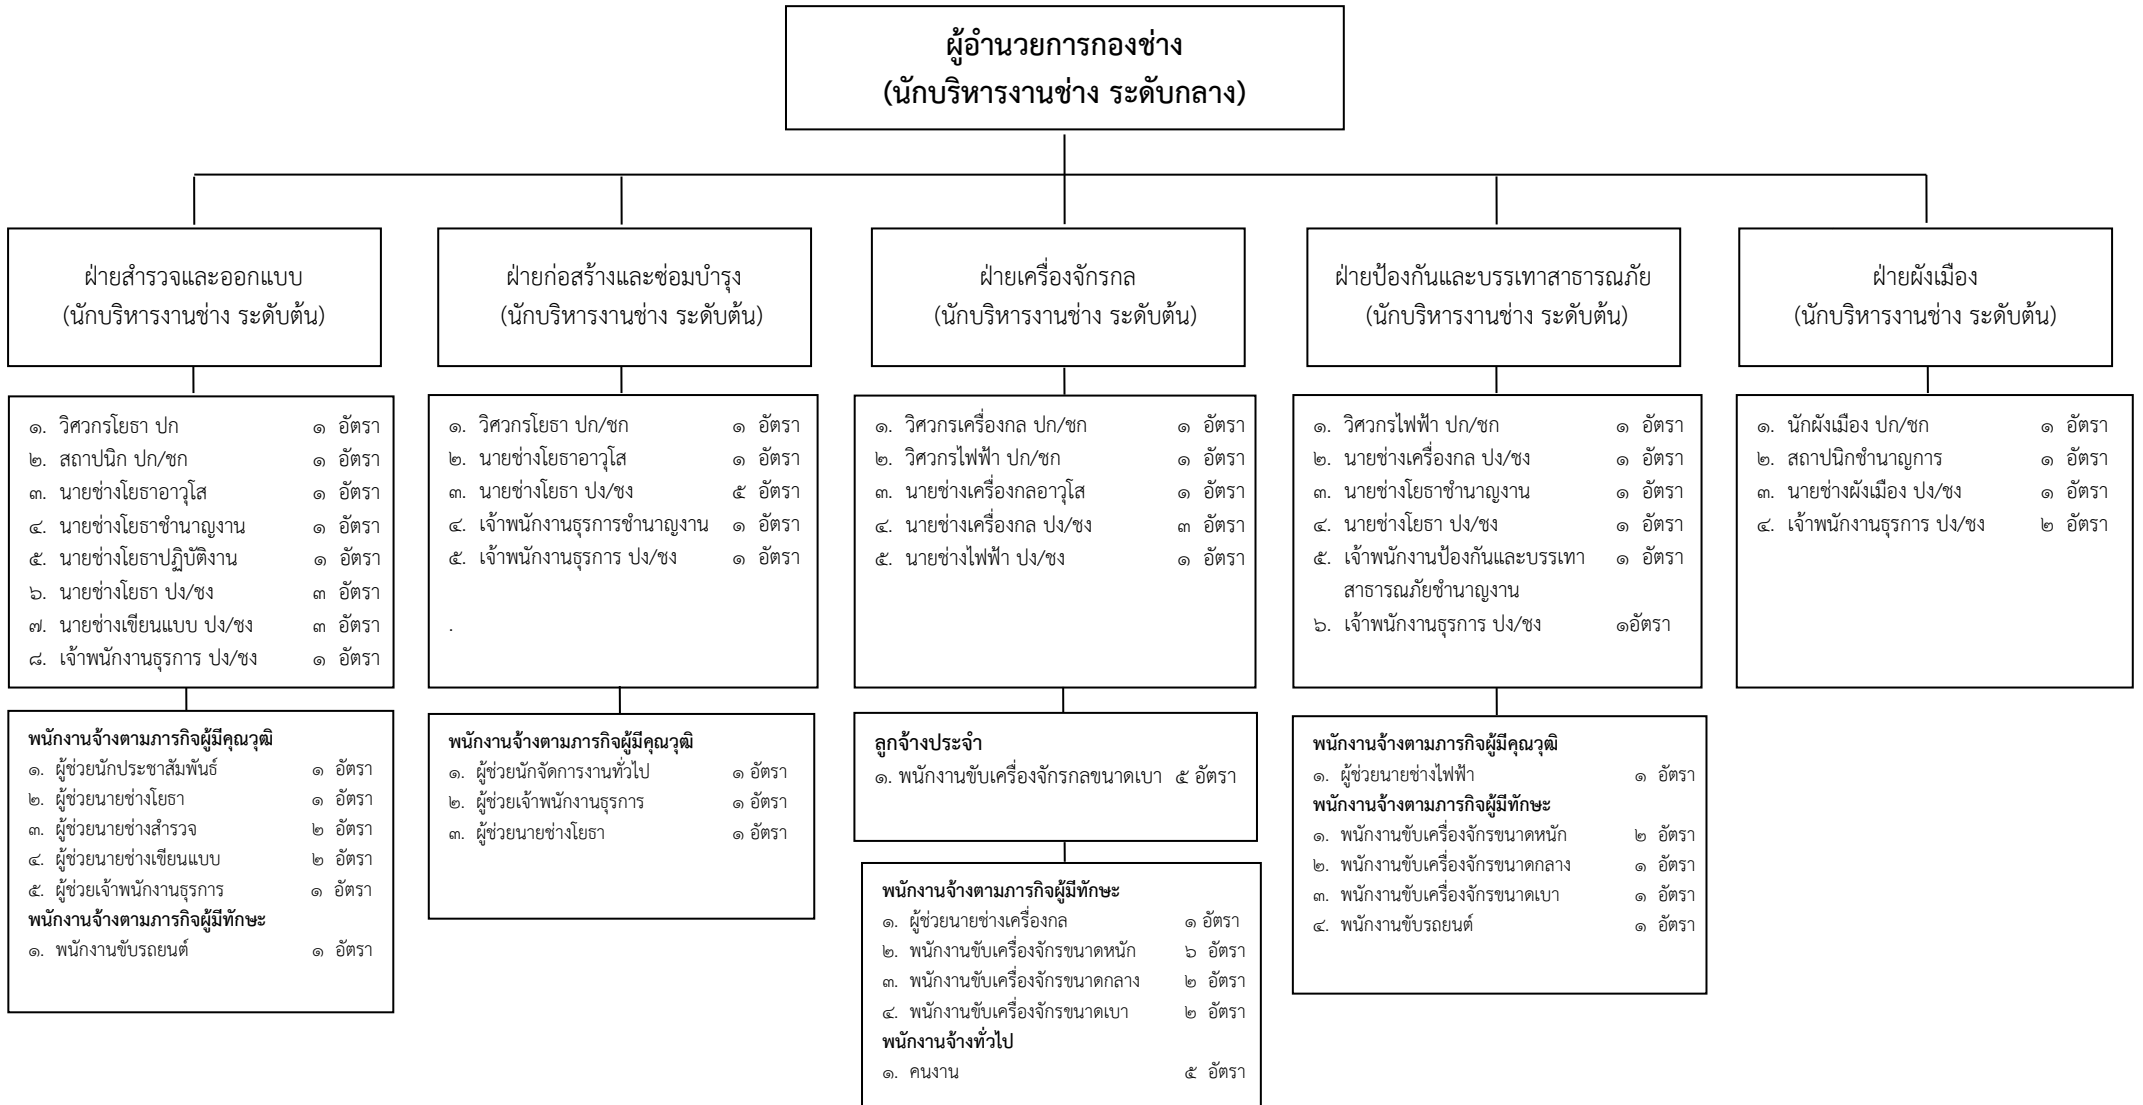 ผู้อำนวยการกองช่าง
(นักบริหารงานช่าง ระดับกลาง)
ฝ่ายสำรวจและออกแบบ
(นักบริหารงานช่าง ระดับต้น)
๑. วิศวกรโยธา ปก ๑ อัตรา
๒. สถาปนิก ปก/ชก ๑ อัตรา
๓. นายช่างโยธาอาวุโส ๑ อัตรา
๔. นายช่างโยธาชำนาญงาน ๑ อัตรา
๕. นายช่างโยธาปฏิบัติงาน ๑ อัตรา
๖. นายช่างโยธา ปง/ชง ๓ อัตรา
๗. นายช่างเขียนแบบ ปง/ชง ๓ อัตรา
๘. เจ้าพนักงานธุรการ ปง/ชง ๑ อัตรา
พนักงานจ้างตามภารกิจผู้มีคุณวุฒิ
๑. ผู้ช่วยนักประชาสัมพันธ์ ๑ อัตรา
๒. ผู้ช่วยนายช่างโยธา ๑ อัตรา
๓. ผู้ช่วยนายช่างสำรวจ ๒ อัตรา
๔. ผู้ช่วยนายช่างเขียนแบบ ๒ อัตรา
๕. ผู้ช่วยเจ้าพนักงานธุรการ ๑ อัตรา
พนักงานจ้างตามภารกิจผู้มีทักษะ
๑. พนักงานขับรถยนต์ ๑ อัตรา
ฝ่ายก่อสร้างและซ่อมบำรุง
(นักบริหารงานช่าง ระดับต้น)
๑. วิศวกรโยธา ปก/ชก ๑ อัตรา
๒. นายช่างโยธาอาวุโส ๑ อัตรา
๓. นายช่างโยธา ปง/ชง ๕ อัตรา
๔. เจ้าพนักงานธุรการชำนาญงาน ๑ อัตรา
๕. เจ้าพนักงานธุรการ ปง/ชง ๑ อัตรา
.
พนักงานจ้างตามภารกิจผู้มีคุณวุฒิ
๑. ผู้ช่วยนักจัดการงานทั่วไป ๑ อัตรา
๒. ผู้ช่วยเจ้าพนักงานธุรการ ๑ อัตรา
๓. ผู้ช่วยนายช่างโยธา ๑ อัตรา
ฝ่ายเครื่องจักรกล
(นักบริหารงานช่าง ระดับต้น)
๑. วิศวกรเครื่องกล ปก/ชก ๑ อัตรา
๒. วิศวกรไฟฟ้า ปก/ชก ๑ อัตรา
๓. นายช่างเครื่องกลอาวุโส ๑ อัตรา
๔. นายช่างเครื่องกล ปง/ชง ๓ อัตรา
๕. นายช่างไฟฟ้า ปง/ชง ๑ อัตรา
ลูกจ้างประจำ
๑. พนักงานขับเครื่องจักรกลขนาดเบา ๕ อัตรา
พนักงานจ้างตามภารกิจผู้มีทักษะ
๑. ผู้ช่วยนายช่างเครื่องกล ๑ อัตรา
๒. พนักงานขับเครื่องจักรขนาดหนัก ๖ อัตรา
๓. พนักงานขับเครื่องจักรขนาดกลาง ๒ อัตรา
๔. พนักงานขับเครื่องจักรขนาดเบา ๒ อัตรา
พนักงานจ้างทั่วไป
๑. คนงาน ๕ อัตรา
ฝ่ายป้องกันและบรรเทาสาธารณภัย
(นักบริหารงานช่าง ระดับต้น)
๑. วิศวกรไฟฟ้า ปก/ชก ๑ อัตรา
๒. นายช่างเครื่องกล ปง/ชง ๑ อัตรา
๓. นายช่างโยธาชำนาญงาน ๑ อัตรา
๔. นายช่างโยธา ปง/ชง ๑ อัตรา
๕. เจ้าพนักงานป้องกันและบรรเทา ๑ อัตรา
สาธารณภัยชำนาญงาน
๖. เจ้าพนักงานธุรการ ปง/ชง ๑อัตรา
พนักงานจ้างตามภารกิจผู้มีคุณวุฒิ
๑. ผู้ช่วยนายช่างไฟฟ้า ๑ อัตรา
พนักงานจ้างตามภารกิจผู้มีทักษะ
๑. พนักงานขับเครื่องจักรขนาดหนัก ๒ อัตรา
๒. พนักงานขับเครื่องจักรขนาดกลาง ๑ อัตรา
๓. พนักงานขับเครื่องจักรขนาดเบา ๑ อัตรา
๔. พนักงานขับรถยนต์ ๑ อัตรา
ฝ่ายผังเมือง
(นักบริหารงานช่าง ระดับต้น)
๑. นักผังเมือง ปก/ชก ๑ อัตรา
๒. สถาปนิกชำนาญการ ๑ อัตรา
๓. นายช่างผังเมือง ปง/ชง ๑ อัตรา
๔. เจ้าพนักงานธุรการ ปง/ชง ๒ อัตรา